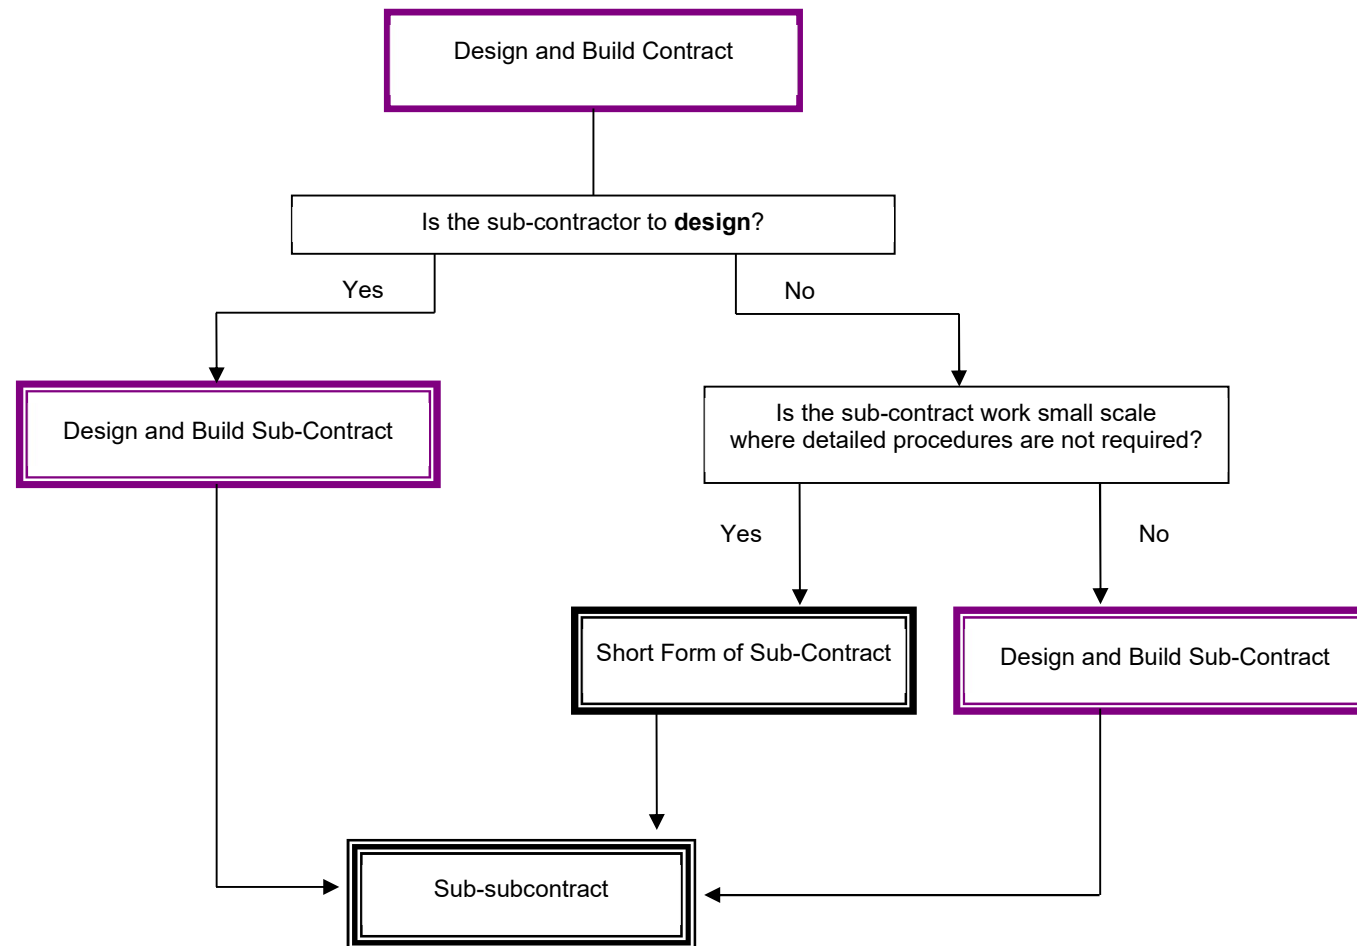 Design and Build Contract
Is the sub-contractor to design?
Yes
No
Design and Build Sub-Contract
Is the sub-contract work small scale
where detailed procedures are not required?
Yes
No
Short Form of Sub-Contract
Design and Build Sub-Contract
Sub-subcontract